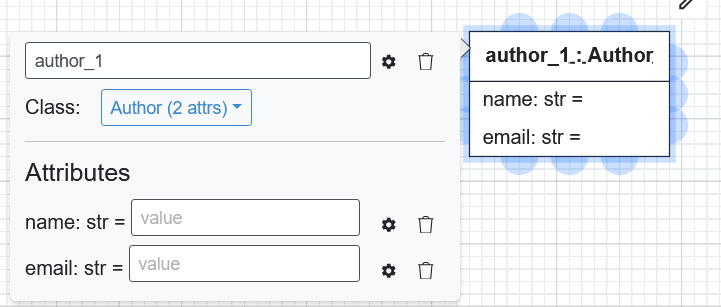 author_1
Class: Author (2 attrs)
Attributes
name: str = value
email: str = value
author_1 : Author
name: str =
email: str =